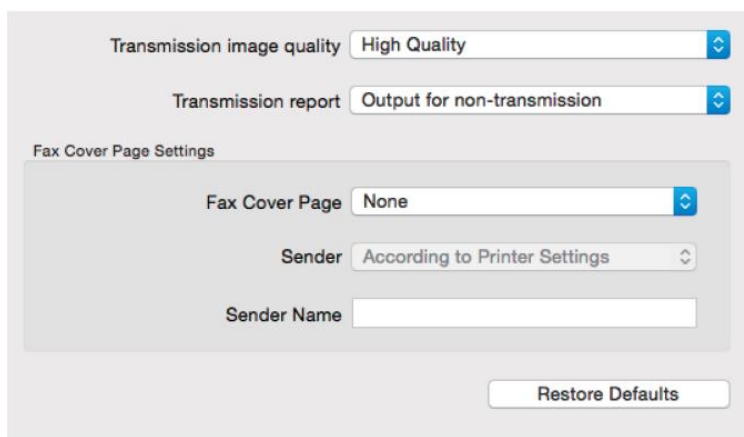 Transmission image quality High Quality
Transmission report Output for non-transmission
Fax Cover Page Settings
Fax Cover Page None
Sender According to Printer Settings
Sender Name
Restore Defaults